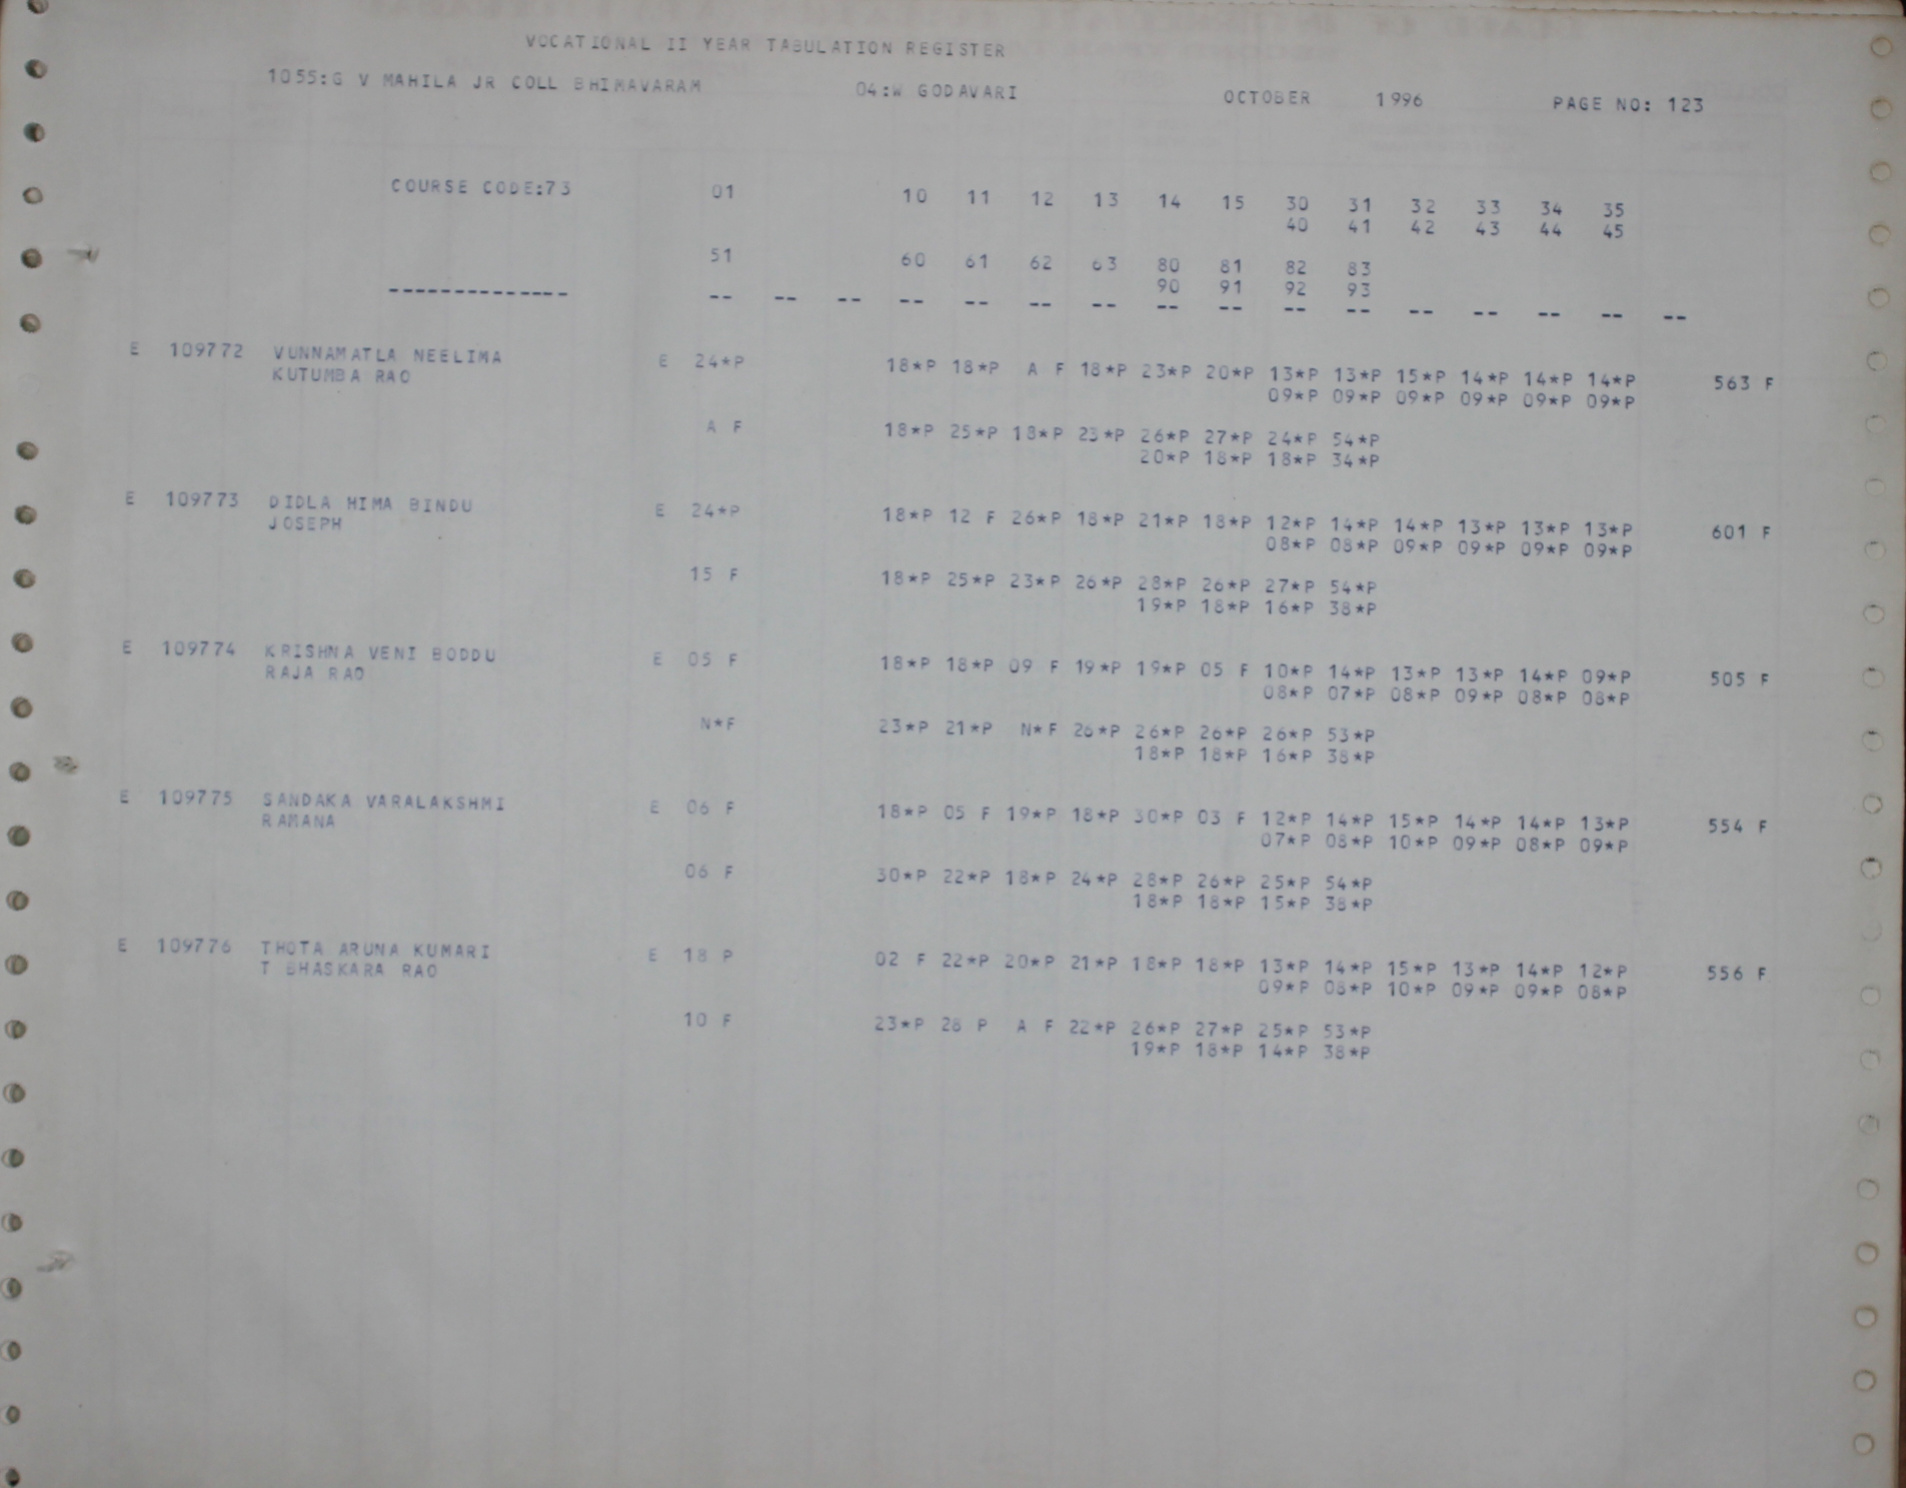 VOCATIONAL II YEAR TABULATION REGISTER
1055:G V MAHILA JR COLL BHIMAVARAM 04:W GODAVARI OCTOBER 1996 PAGE NO: 123
COURSE CODE:73 01 10 11 12 13 14 15 30 31 32 33 34 35
40 41 42 43 44 45
51 60 61 62 63 80 81 82 83
90 91 92 93
-------------- -- -- -- -- -- -- -- -- -- -- -- -- -- -- -- --
E 109772 VUNNAMATLA NEELIMA E 24*P 18*P 18*P A F 18*P 23*P 20*P 13*P 13*P 15*P 14*P 14*P 14*P 563 F
KUTUMBA RAO 09*P 09*P 09*P 09*P 09*P 09*P
A F 18*P 25*P 18*P 23*P 26*P 27*P 24*P 54*P
20*P 18*P 18*P 34*P
E 109773 DIDLA HIMA BINDU E 24*P 18*P 12 F 26*P 18*P 21*P 18*P 12*P 14*P 14*P 13*P 13*P 13*P 601 F
JOSEPH 08*P 08*P 09*P 09*P 09*P 09*P
15 F 18*P 25*P 23*P 26*P 28*P 26*P 27*P 54*P
19*P 18*P 16*P 38*P
E 109774 KRISHNA VENI BODDU E 05 F 18*P 18*P 09 F 19*P 19*P 05 F 10*P 14*P 13*P 13*P 14*P 09*P 505 F
RAJA RAO 08*P 07*P 08*P 09*P 08*P 08*P
N*F 23*P 21*P N*F 26*P 26*P 26*P 26*P 53*P
18*P 18*P 16*P 38*P
E 109775 SANDAKA VARALAKSHMI E 06 F 18*P 05 F 19*P 18*P 30*P 03 F 12*P 14*P 15*P 14*P 14*P 13*P 554 F
RAMANA 07*P 08*P 10*P 09*P 08*P 09*P
06 F 30*P 22*P 18*P 24*P 28*P 26*P 25*P 54*P
18*P 18*P 15*P 38*P
E 109776 THOTA ARUNA KUMARI E 18 P 02 F 22*P 20*P 21*P 18*P 18*P 13*P 14*P 15*P 13*P 14*P 12*P 556 F
T BHASKARA RAO 09*P 08*P 10*P 09*P 09*P 08*P
10 F 23*P 28 P A F 22*P 26*P 27*P 25*P 53*P
19*P 18*P 14*P 38*P